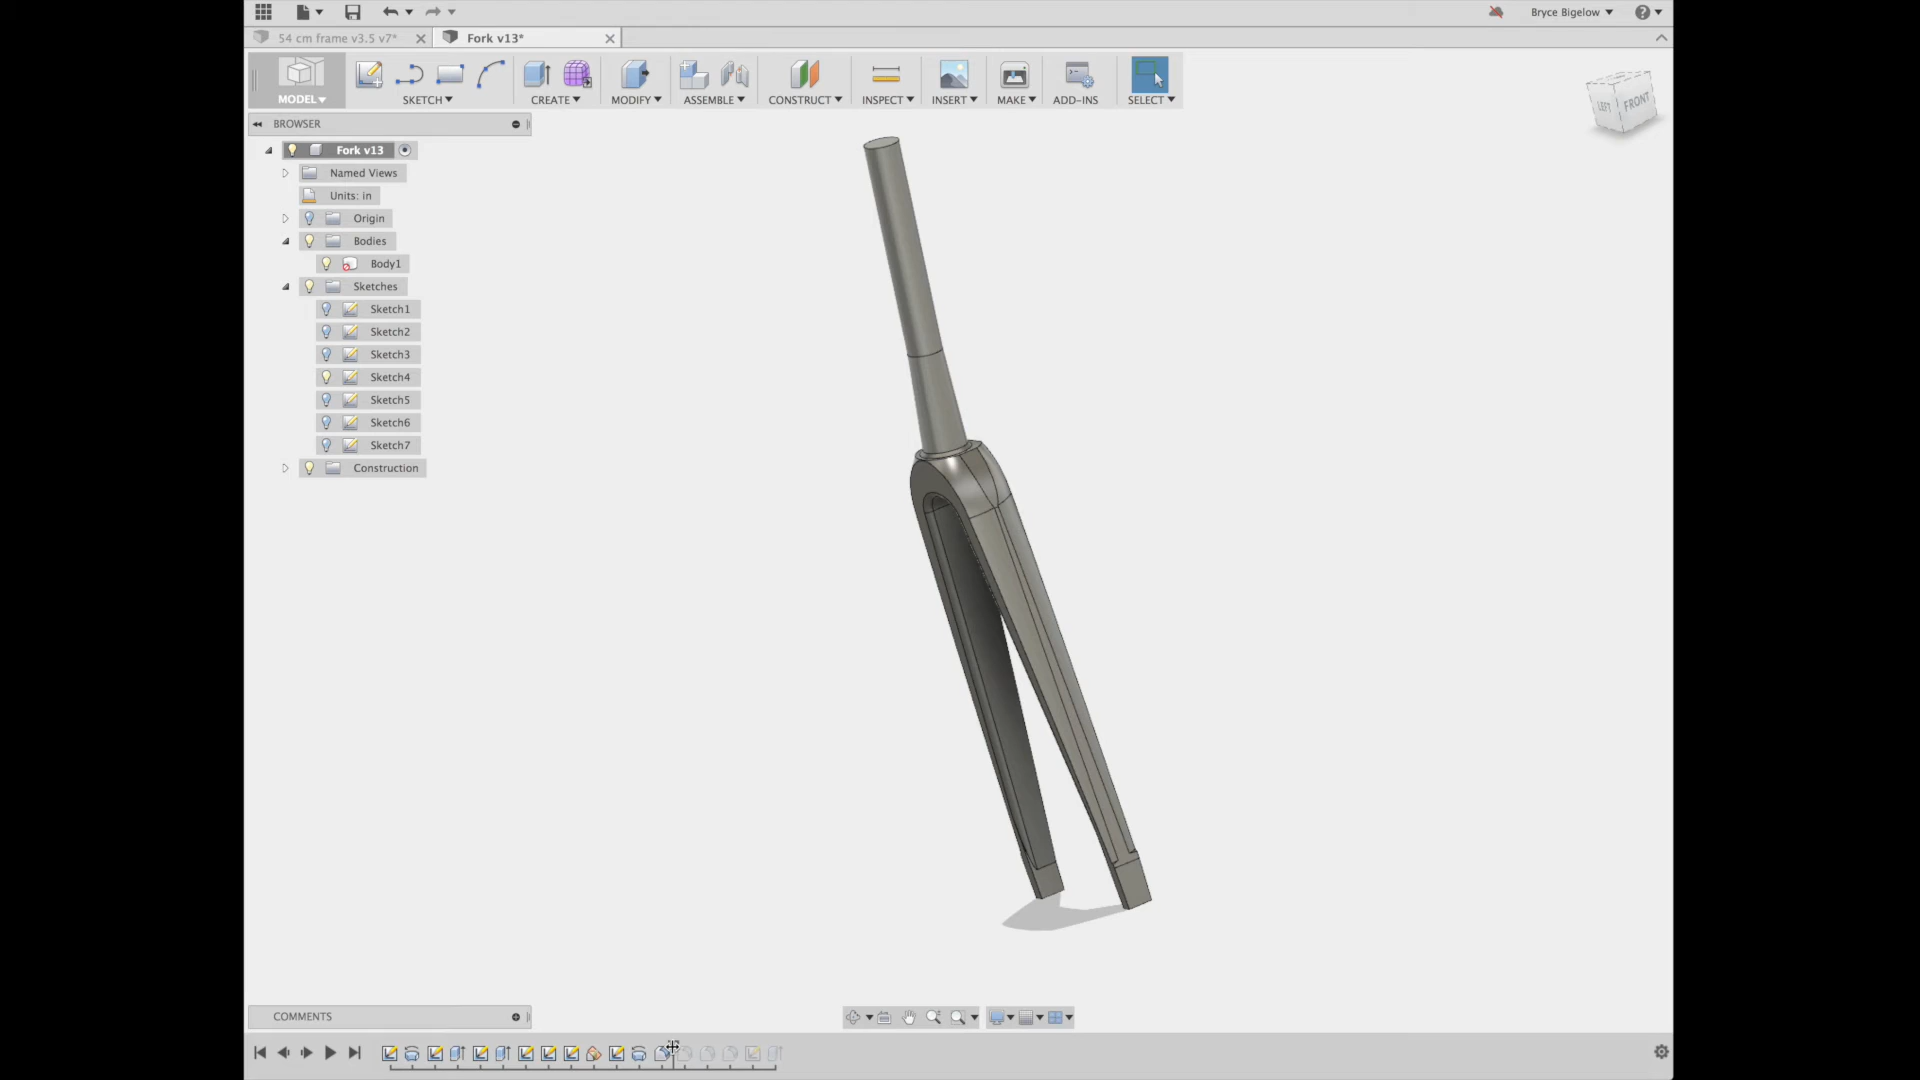 Bryce Bigelow
54 cm frame v3.5 v7*
Fork v13*
MODEL
SKETCH
CREATE
MODIFY
ASSEMBLE
CONSTRUCT
INSPECT
INSERT
MAKE
ADD-INS
SELECT
LEFT
FRONT
BROWSER
Fork v13
Named Views
Units: in
Origin
Bodies
Body1
Sketches
Sketch1
Sketch2
Sketch3
Sketch4
Sketch5
Sketch6
Sketch7
Construction
COMMENTS